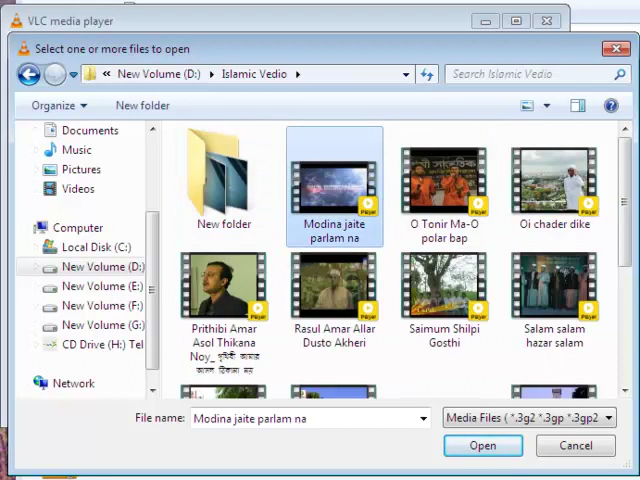 VLC media player
Select one or more files to open
« New Volume (D:) ▸ Islamic Vedio ▸
Search Islamic Vedio
Organize
New folder
Documents
Music
Pictures
Videos
Computer
Local Disk (C:)
New Volume (D:)
New Volume (E:)
New Volume (F:)
New Volume (G:)
CD Drive (H:) Tel
Network
New folder
Modina jaite
parlam na
O Tonir Ma-O
polar bap
Oi chader dike
Prithibi Amar
Asol Thikana
Noy_ পৃথিবী আমার
আসল ঠিকানা নয়
Rasul Amar Allar
Dusto Akheri
Saimum Shilpi
Gosthi
Salam salam
hazar salam
File name:
Modina jaite parlam na
Media Files ( *.3g2 *.3gp *.3gp2
Open
Cancel